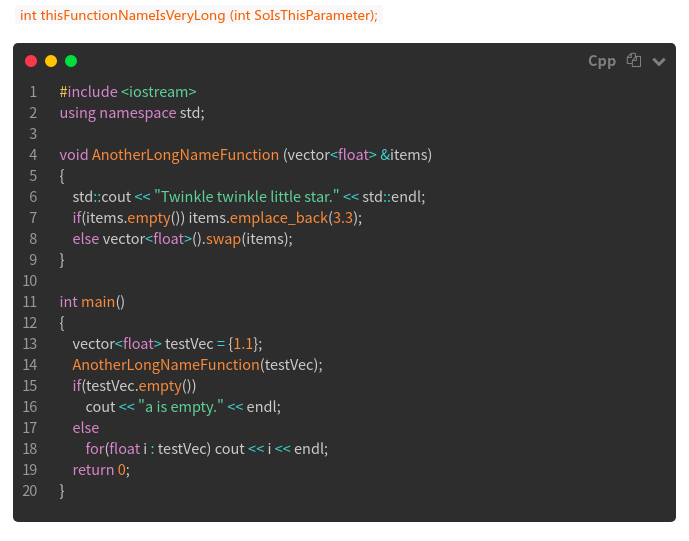 int thisFunctionNameIsVeryLong (int SoIsThisParameter);
Cpp
1 #include <iostream>
2 using namespace std;
3
4 void AnotherLongNameFunction (vector<float> &items)
5 {
6 std::cout << "Twinkle twinkle little star." << std::endl;
7 if(items.empty()) items.emplace_back(3.3);
8 else vector<float>().swap(items);
9 }
10
11 int main()
12 {
13 vector<float> testVec = {1.1};
14 AnotherLongNameFunction(testVec);
15 if(testVec.empty())
16 cout << "a is empty." << endl;
17 else
18 for(float i : testVec) cout << i << endl;
19 return 0;
20 }